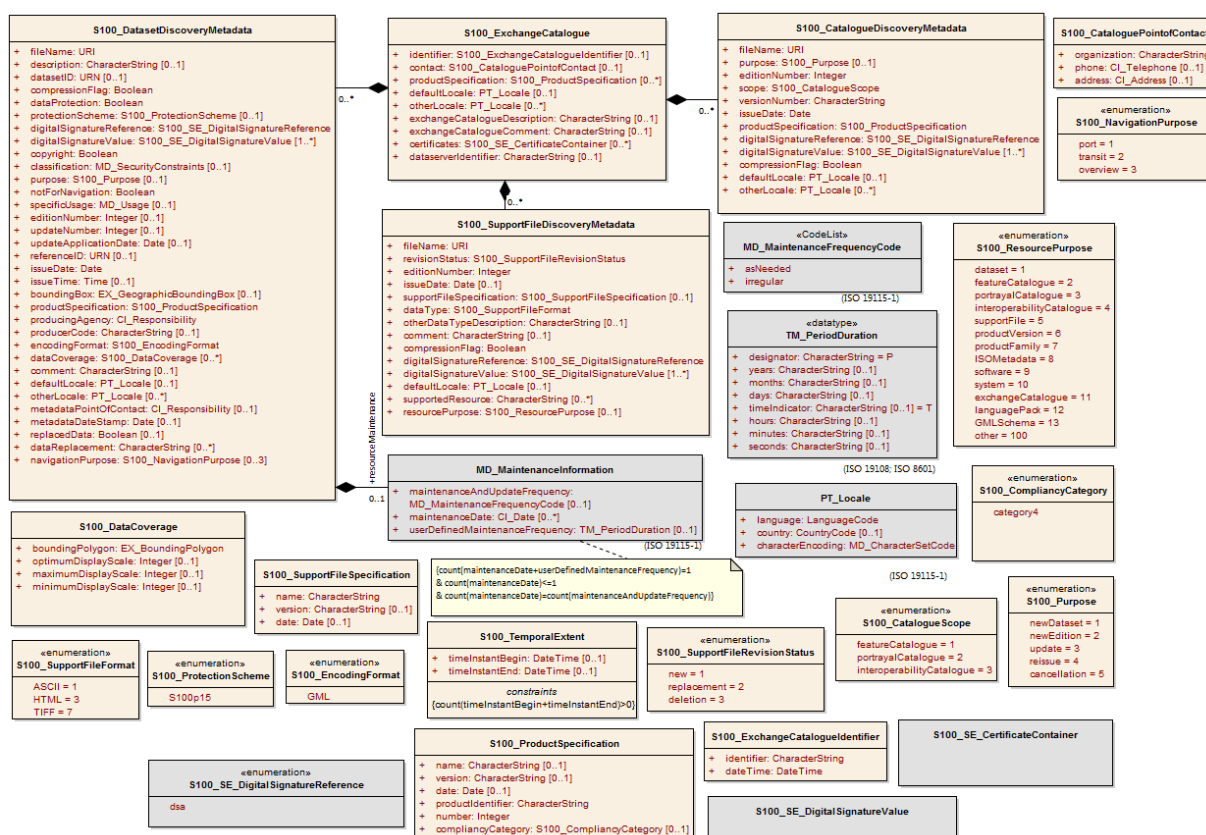 S100_DatasetDiscoveryMetadata
+ fileName: URI
+ description: CharacterString [0..1]
+ datasetID: URN [0..1]
+ compressionFlag: Boolean
+ dataProtection: Boolean
+ protectionScheme: S100_ProtectionScheme [0..1]
+ digitalSignatureReference: S100_SE_DigitalSignatureReference
+ digitalSignatureValue: S100_SE_DigitalSignatureValue [1..*]
+ copyright: Boolean
+ classification: MD_SecurityConstraints [0..1]
+ purpose: S100_Purpose [0..1]
+ notForNavigation: Boolean
+ specificUsage: MD_Usage [0..1]
+ editionNumber: Integer [0..1]
+ updateNumber: Integer [0..1]
+ updateApplicationDate: Date [0..1]
+ referenceID: URN [0..1]
+ issueDate: Date
+ issueTime: Time [0..1]
+ boundingBox: EX_GeographicBoundingBox [0..1]
+ productSpecification: S100_ProductSpecification
+ producingAgency: CI_Responsibility
+ producerCode: CharacterString [0..1]
+ encodingFormat: S100_EncodingFormat
+ dataCoverage: S100_DataCoverage [0..*]
+ comment: CharacterString [0..1]
+ defaultLocale: PT_Locale [0..1]
+ otherLocale: PT_Locale [0..*]
+ metadataPointOfContact: CI_Responsibility [0..1]
+ metadataDateStamp: Date [0..1]
+ replacedData: Boolean [0..1]
+ dataReplacement: CharacterString [0..*]
+ navigationPurpose: S100_NavigationPurpose [0..3]
0..*
S100_ExchangeCatalogue
+ identifier: S100_ExchangeCatalogueIdentifier [0..1]
+ contact: S100_CataloguePointofContact [0..1]
+ productSpecification: S100_ProductSpecification [0..*]
+ defaultLocale: PT_Locale [0..1]
+ otherLocale: PT_Locale [0..*]
+ exchangeCatalogueDescription: CharacterString [0..1]
+ exchangeCatalogueComment: CharacterString [0..1]
+ certificates: S100_SE_CertificateContainer [0..*]
+ dataserverIdentifier: CharacterString [0..1]
0..*
0..*
S100_CatalogueDiscoveryMetadata
+ fileName: URI
+ purpose: S100_Purpose [0..1]
+ editionNumber: Integer
+ scope: S100_CatalogueScope
+ versionNumber: CharacterString
+ issueDate: Date
+ productSpecification: S100_ProductSpecification
+ digitalSignatureReference: S100_SE_DigitalSignatureReference
+ digitalSignatureValue: S100_SE_DigitalSignatureValue [1..*]
+ compressionFlag: Boolean
+ defaultLocale: PT_Locale [0..1]
+ otherLocale: PT_Locale [0..*]
S100_CataloguePointofContact
+ organization: CharacterString
+ phone: CI_Telephone [0..1]
+ address: CI_Address [0..1]
«enumeration»
S100_NavigationPurpose
port = 1
transit = 2
overview = 3
S100_SupportFileDiscoveryMetadata
+ fileName: URI
+ revisionStatus: S100_SupportFileRevisionStatus
+ editionNumber: Integer
+ issueDate: Date [0..1]
+ supportFileSpecification: S100_SupportFileSpecification [0..1]
+ dataType: S100_SupportFileFormat
+ otherDataTypeDescription: CharacterString [0..1]
+ comment: CharacterString [0..1]
+ compressionFlag: Boolean
+ digitalSignatureReference: S100_SE_DigitalSignatureReference
+ digitalSignatureValue: S100_SE_DigitalSignatureValue [1..*]
+ defaultLocale: PT_Locale [0..1]
+ supportedResource: CharacterString [0..*]
+ resourcePurpose: S100_ResourcePurpose [0..1]
«CodeList»
MD_MaintenanceFrequencyCode
+ asNeeded
+ irregular
(ISO 19115-1)
«datatype»
TM_PeriodDuration
+ designator: CharacterString = P
+ years: CharacterString [0..1]
+ months: CharacterString [0..1]
+ days: CharacterString [0..1]
+ timeIndicator: CharacterString [0..1] = T
+ hours: CharacterString [0..1]
+ minutes: CharacterString [0..1]
+ seconds: CharacterString [0..1]
(ISO 19108; ISO 8601)
«enumeration»
S100_ResourcePurpose
dataset = 1
featureCatalogue = 2
portrayalCatalogue = 3
interoperabilityCatalogue = 4
supportFile = 5
productVersion = 6
productFamily = 7
ISOMetadata = 8
software = 9
system = 10
exchangeCatalogue = 11
languagePack = 12
GMLSchema = 13
other = 100
+resourceMaintenance
0..1
MD_MaintenanceInformation
+ maintenanceAndUpdateFrequency:
MD_MaintenanceFrequencyCode [0..1]
+ maintenanceDate: CI_Date [0..*]
+ userDefinedMaintenanceFrequency: TM_PeriodDuration [0..1]
(ISO 19115-1)
{count(maintenanceDate+userDefinedMaintenanceFrequency)=1
& count(maintenanceDate)<=1
& count(maintenanceDate)=count(maintenanceAndUpdateFrequency)}
PT_Locale
+ language: LanguageCode
+ country: CountryCode [0..1]
+ characterEncoding: MD_CharacterSetCode
(ISO 19115-1)
«enumeration»
S100_CompliancyCategory
category4
S100_DataCoverage
+ boundingPolygon: EX_BoundingPolygon
+ optimumDisplayScale: Integer [0..1]
+ maximumDisplayScale: Integer [0..1]
+ minimumDisplayScale: Integer [0..1]
S100_SupportFileSpecification
+ name: CharacterString
+ version: CharacterString [0..1]
+ date: Date [0..1]
«enumeration»
S100_SupportFileFormat
ASCII = 1
HTML = 3
TIFF = 7
«enumeration»
S100_ProtectionScheme
S100p15
«enumeration»
S100_EncodingFormat
GML
S100_TemporalExtent
+ timeInstantBegin: DateTime [0..1]
+ timeInstantEnd: DateTime [0..1]
constraints
{count(timeInstantBegin+timeInstantEnd)>0}
«enumeration»
S100_SupportFileRevisionStatus
new = 1
replacement = 2
deletion = 3
«enumeration»
S100_CatalogueScope
featureCatalogue = 1
portrayalCatalogue = 2
interoperabilityCatalogue = 3
«enumeration»
S100_Purpose
newDataset = 1
newEdition = 2
update = 3
reissue = 4
cancellation = 5
«enumeration»
S100_SE_DigitalSignatureReference
dsa
S100_ProductSpecification
+ name: CharacterString [0..1]
+ version: CharacterString [0..1]
+ date: Date [0..1]
+ productIdentifier: CharacterString
+ number: Integer
+ compliancyCategory: S100_CompliancyCategory [0..1]
S100_ExchangeCatalogueIdentifier
+ identifier: CharacterString
+ dateTime: DateTime
S100_SE_CertificateContainer
S100_SE_DigitalSignatureValue